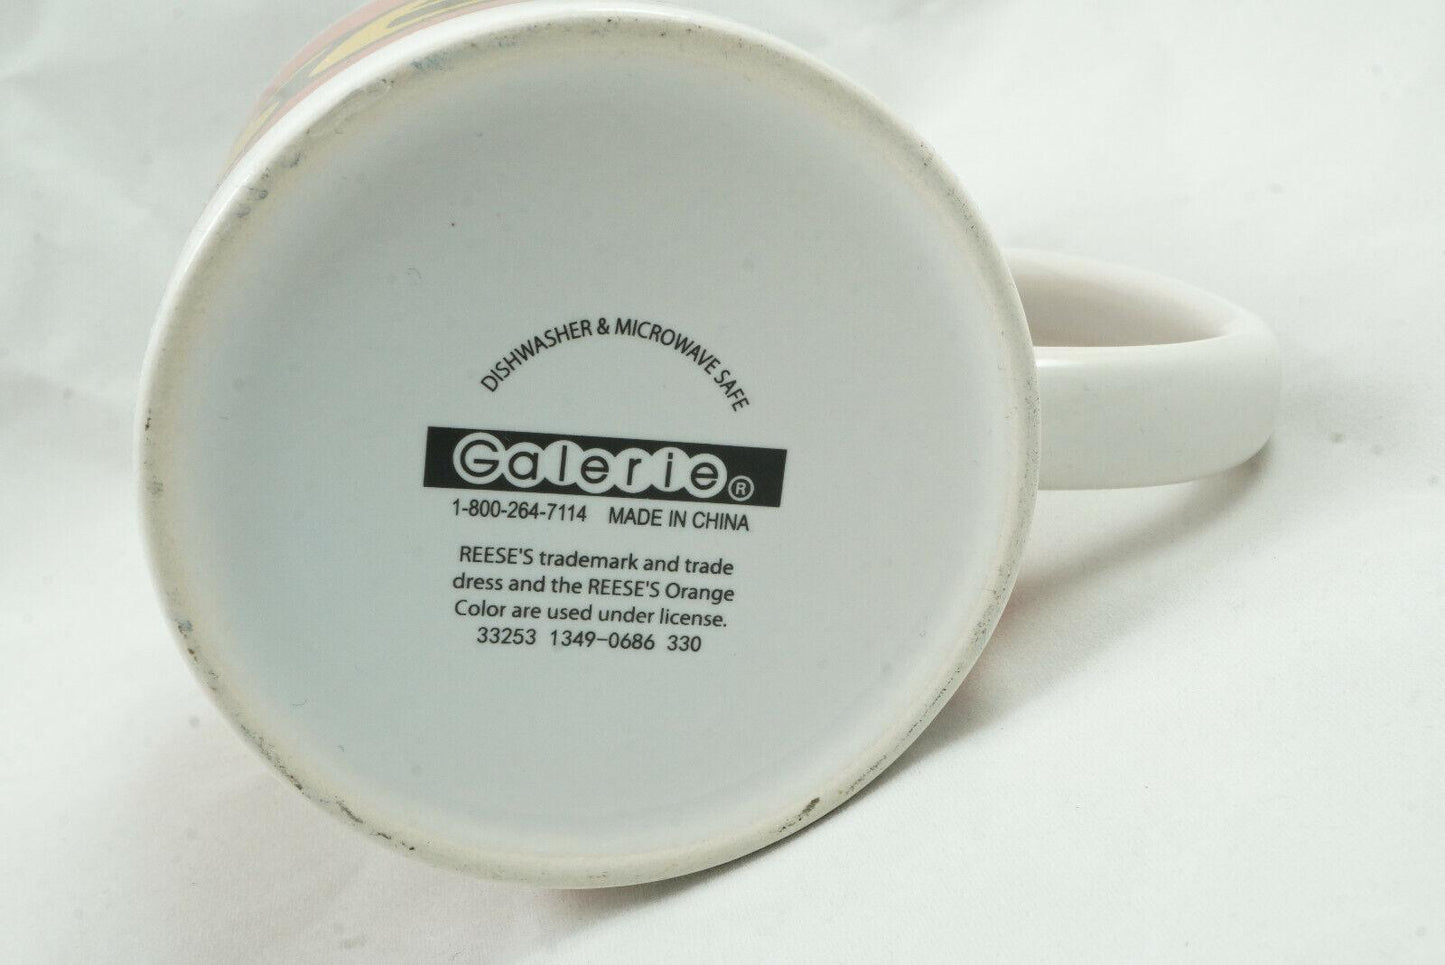 DISHWASHER & MICROWAVE SAFE
Galerie®
1-800-264-7114 MADE IN CHINA
REESE'S trademark and trade
dress and the REESE'S Orange
Color are used under license.
33253 1349-0686 330